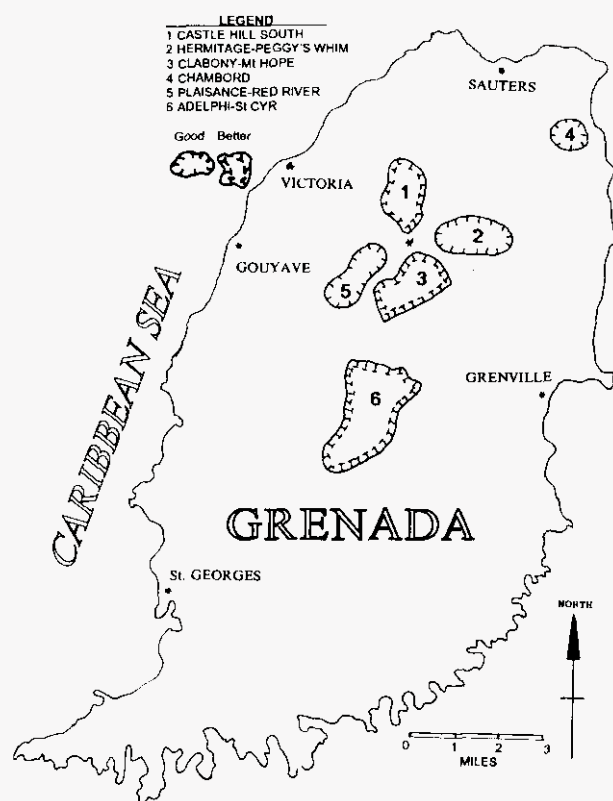 LEGEND
1 CASTLE HILL SOUTH
2 HERMITAGE-PEGGY'S WHIM
3 CLABONY-Mt HOPE
4 CHAMBORD
5 PLAISANCE-RED RIVER
6 ADELPHI-St CYR
Good Better
SAUTERS
4
VICTORIA
1
2
GOUYAVE
3
5
CARIBBEAN SEA
GRENVILLE
6
GRENADA
St. GEORGES
NORTH
0 1 2 3
MILES